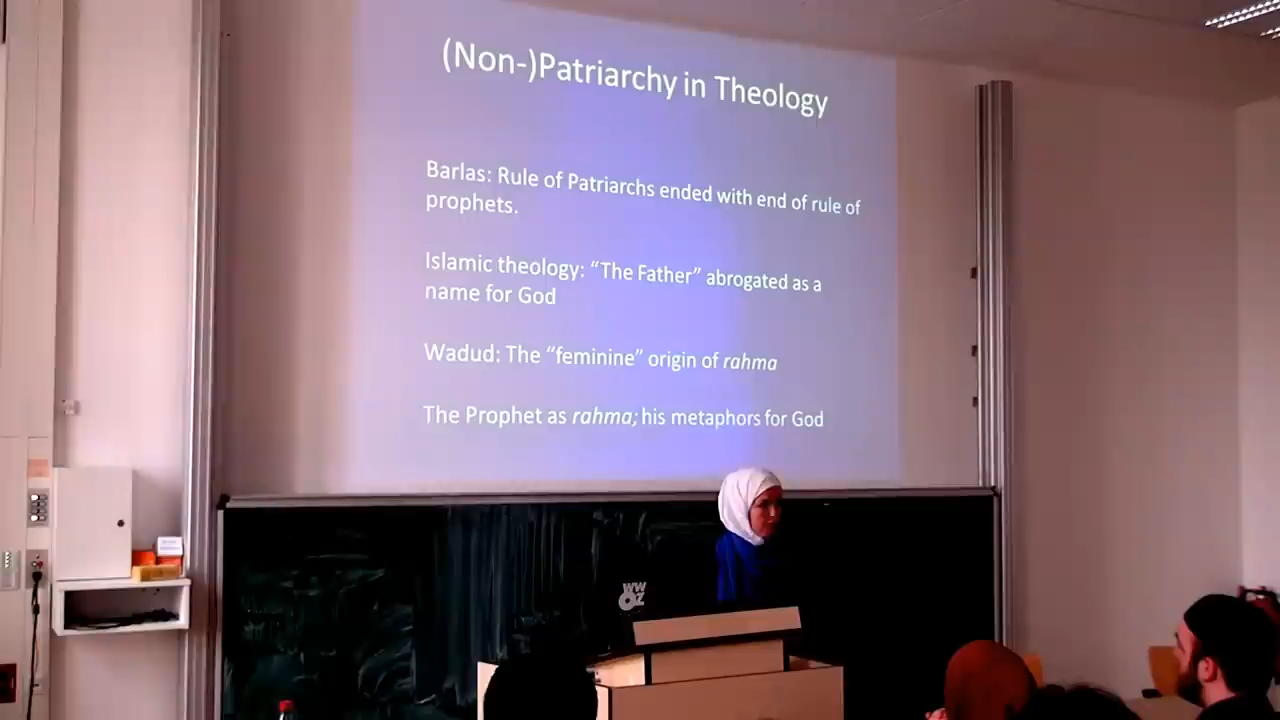 (Non-)Patriarchy in Theology
Barlas: Rule of Patriarchs ended with end of rule of
prophets.
Islamic theology: “The Father” abrogated as a
name for God
Wadud: The “feminine” origin of rahma
The Prophet as rahma; his metaphors for God
WW
OZ